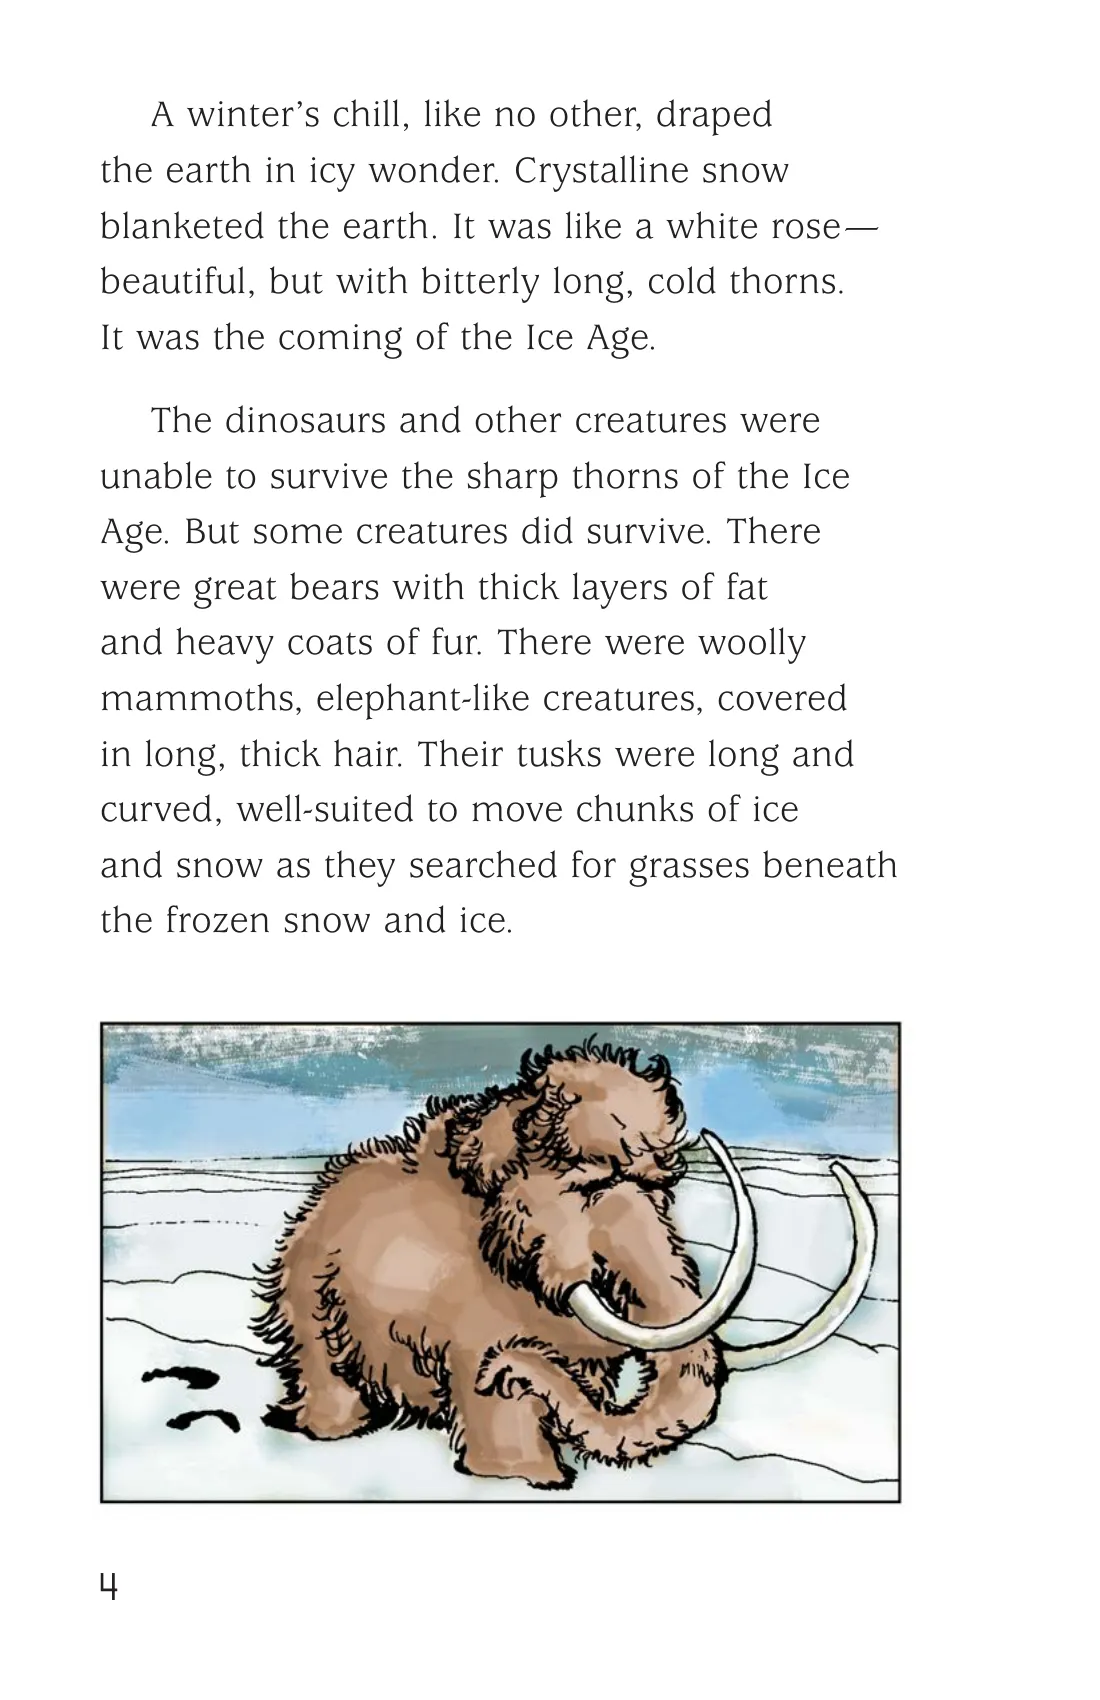 A winter’s chill, like no other, draped
the earth in icy wonder. Crystalline snow
blanketed the earth. It was like a white rose—
beautiful, but with bitterly long, cold thorns.
It was the coming of the Ice Age.
The dinosaurs and other creatures were
unable to survive the sharp thorns of the Ice
Age. But some creatures did survive. There
were great bears with thick layers of fat
and heavy coats of fur. There were woolly
mammoths, elephant-like creatures, covered
in long, thick hair. Their tusks were long and
curved, well-suited to move chunks of ice
and snow as they searched for grasses beneath
the frozen snow and ice.
4